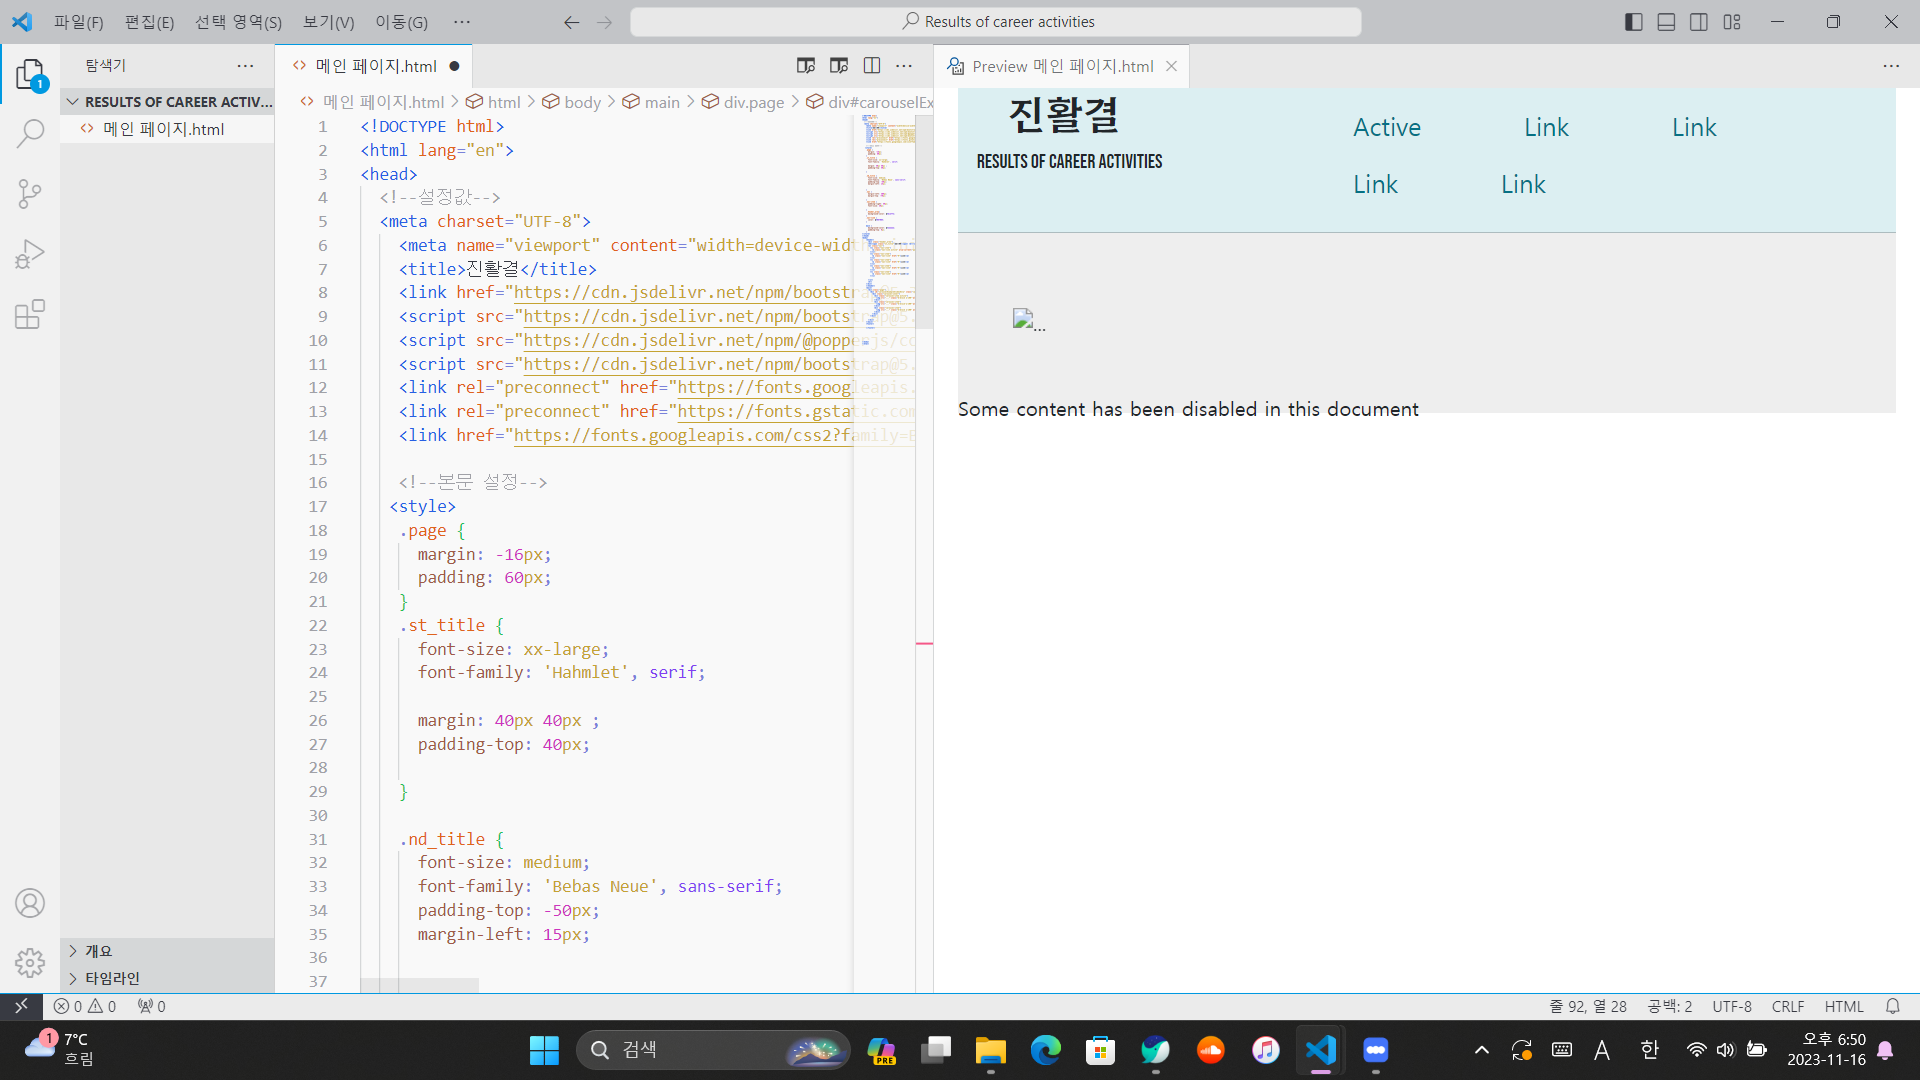 파일(F) 편집(E) 선택 영역(S) 보기(V) 이동(G) ···
Results of career activities
탐색기 ···
RESULTS OF CAREER ACTIV...
메인 페이지.html
1
개요
타임라인
메인 페이지.html
메인 페이지.html > html > body > main > div.page > div#carouselEx
1 <!DOCTYPE html>
2 <html lang="en">
3 <head>
4 <!--설정값-->
5 <meta charset="UTF-8">
6 <meta name="viewport" content="width=device-widt
7 <title>진활결</title>
8 <link href="https://cdn.jsdelivr.net/npm/bootstrap@5.
9 <script src="https://cdn.jsdelivr.net/npm/bootstrap@5.
10 <script src="https://cdn.jsdelivr.net/npm/@popperjs/co
11 <script src="https://cdn.jsdelivr.net/npm/bootstrap@5.
12 <link rel="preconnect" href="https://fonts.googleapis.
13 <link rel="preconnect" href="https://fonts.gstatic.com
14 <link href="https://fonts.googleapis.com/css2?family=B
15
16 <!--본문 설정-->
17 <style>
18 .page {
19 margin: -16px;
20 padding: 60px;
21 }
22 .st_title {
23 font-size: xx-large;
24 font-family: 'Hahmlet', serif;
25
26 margin: 40px 40px ;
27 padding-top: 40px;
28
29 }
30
31 .nd_title {
32 font-size: medium;
33 font-family: 'Bebas Neue', sans-serif;
34 padding-top: -50px;
35 margin-left: 15px;
36
37
Preview 메인 페이지.html
진활결
RESULTS OF CAREER ACTIVITIES
Active Link Link
Link Link
...
Some content has been disabled in this document
0 0 0
줄 92, 열 28 공백: 2 UTF-8 CRLF HTML
1 7°C
흐림
검색
PRE
A 한
오후 6:50
2023-11-16